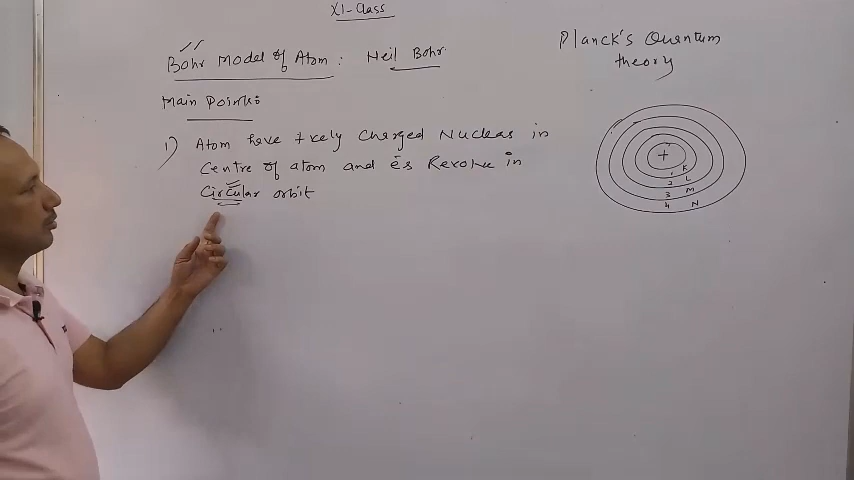 XI-Class
Bohr Model of Atom: Neil Bohr.
Main Points:
1) Atom have +vely Charged Nucleus in
Centre of atom and ēs Revolve in
Circular orbit
Planck's Quantum
theory
+
1 K
2 L
3 M
4 N